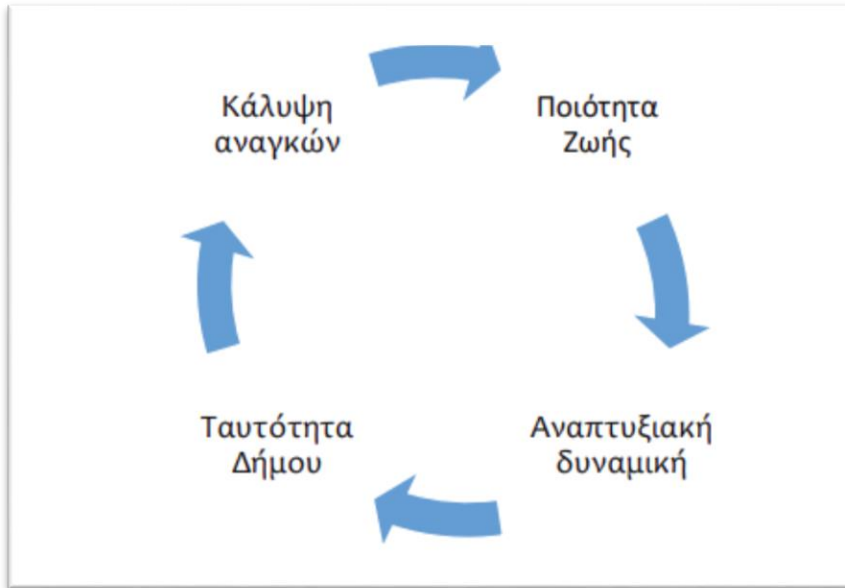 Κάλυψη
αναγκών
Ποιότητα
Ζωής
Ταυτότητα
Δήμου
Αναπτυξιακή
δυναμική